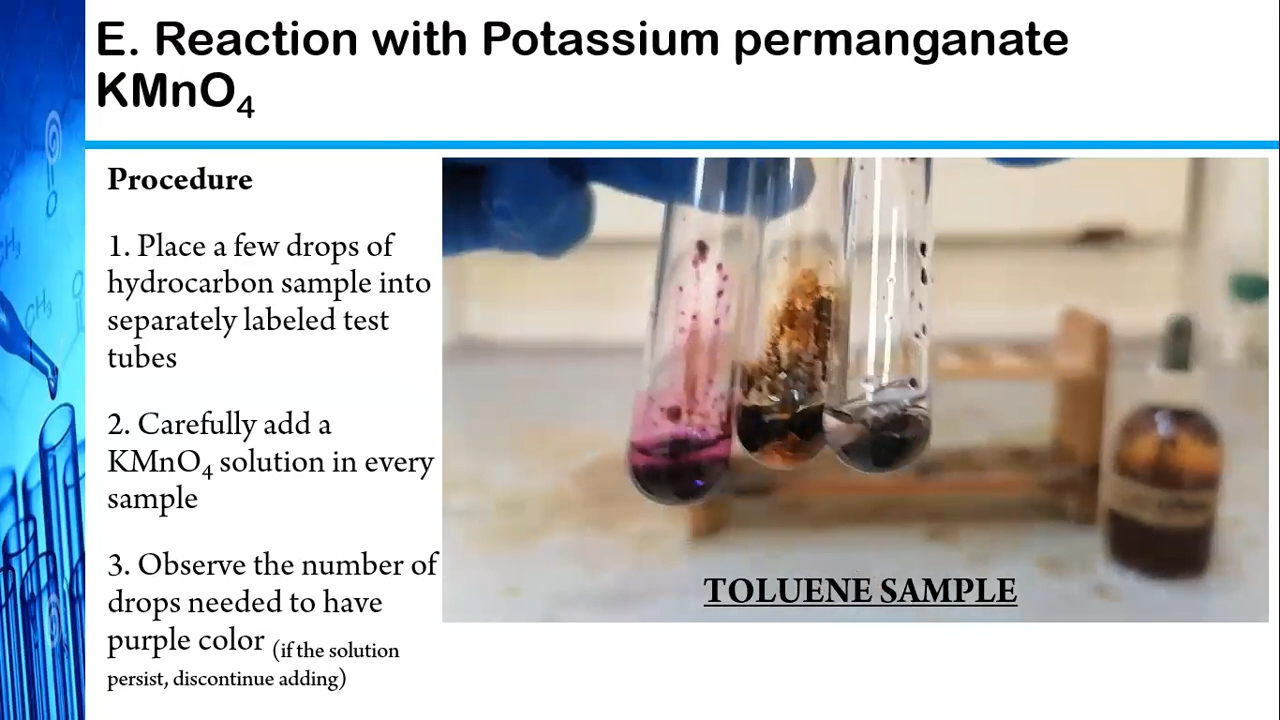 E. Reaction with Potassium permanganate
KMnO₄
Procedure
1. Place a few drops of
hydrocarbon sample into
separately labeled test
tubes
2. Carefully add a
KMnO₄ solution in every
sample
3. Observe the number of
drops needed to have
purple color (if the solution
persist, discontinue adding)
TOLUENE SAMPLE
CH₃